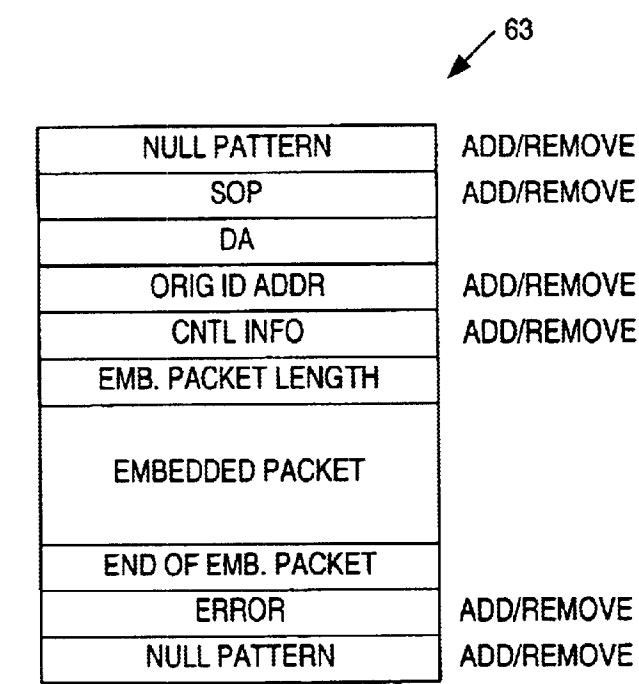 63
NULL PATTERN ADD/REMOVE
SOP ADD/REMOVE
DA
ORIG ID ADDR ADD/REMOVE
CNTL INFO ADD/REMOVE
EMB. PACKET LENGTH
EMBEDDED PACKET
END OF EMB. PACKET
ERROR ADD/REMOVE
NULL PATTERN ADD/REMOVE